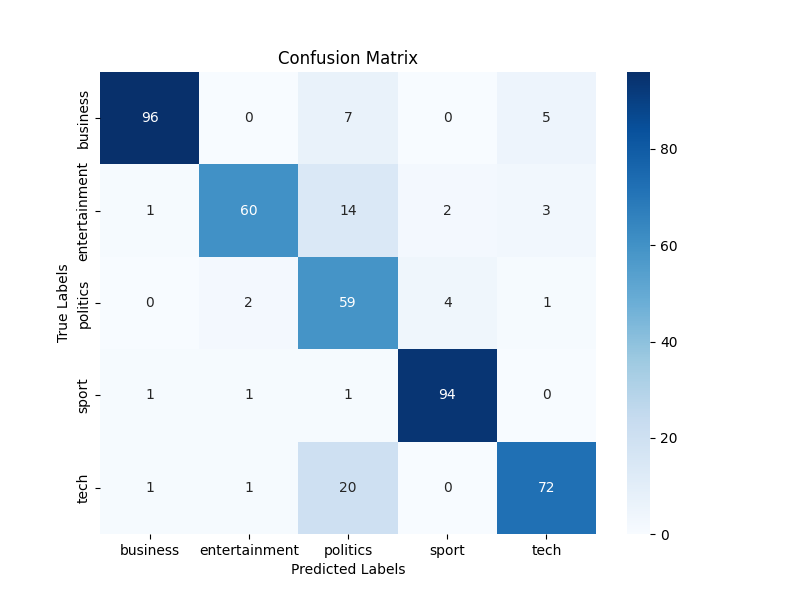 Confusion Matrix
business 96 0 7 0 5
entertainment 1 60 14 2 3
politics 0 2 59 4 1
sport 1 1 1 94 0
tech 1 1 20 0 72
True Labels
business entertainment politics sport tech
Predicted Labels
80
60
40
20
0